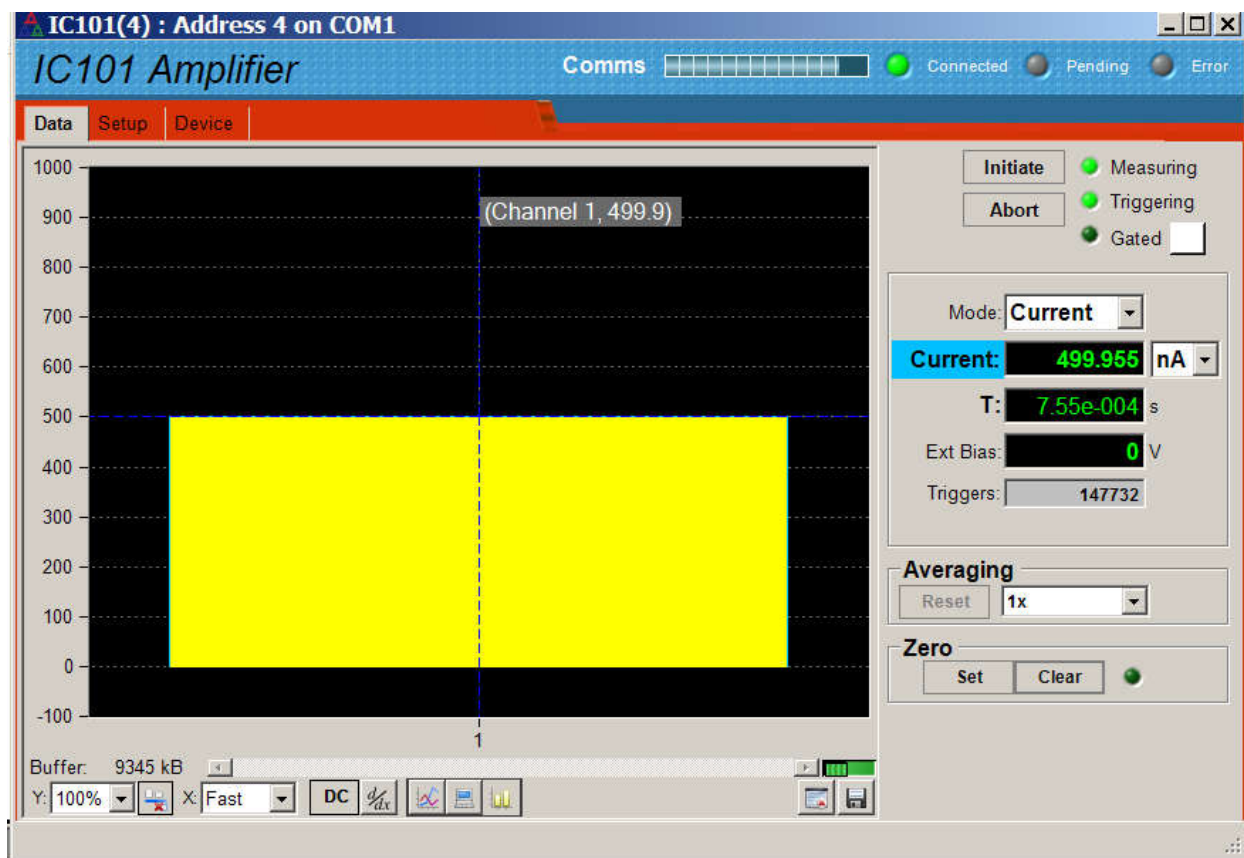 IC101(4) : Address 4 on COM1
IC101 Amplifier
Comms
Connected
Pending
Error
Data
Setup
Device
1000
900
800
700
600
500
400
300
200
100
0
-100
(Channel 1, 499.9)
1
Initiate
Measuring
Abort
Triggering
Gated
Mode: Current
Current: 499.955 nA
T: 7.55e-004 s
Ext Bias: 0 V
Triggers: 147732
Averaging
Reset 1x
Zero
Set Clear
Buffer: 9345 kB
Y: 100% X: Fast DC d/dx